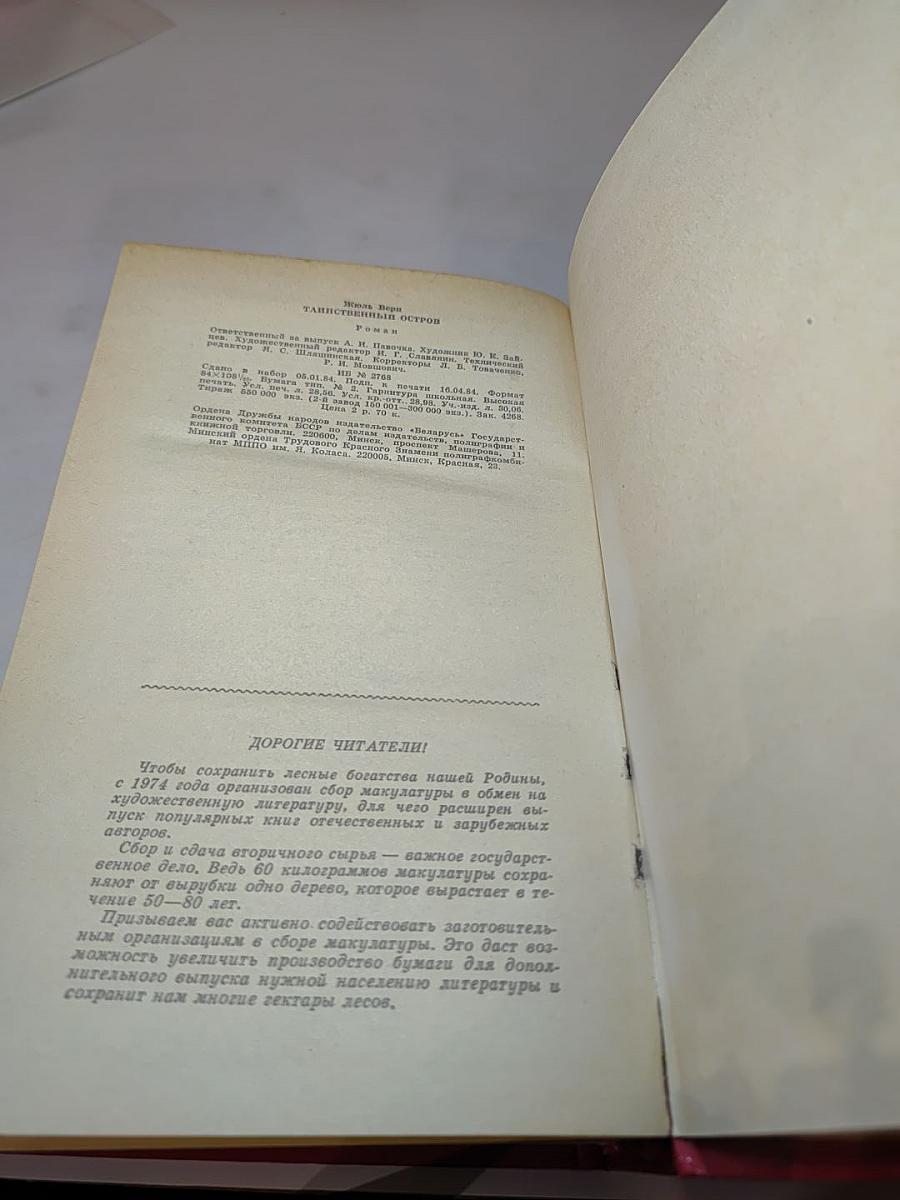 Жюль Верн
ТАИНСТВЕННЫЙ ОСТРОВ
Роман
Ответственный за выпуск А. И. Павочка. Художник Ю. К. Зай-
цев. Художественный редактор И. Г. Славянин. Технический
редактор И. С. Шляшинская. Корректоры Л. В. Товаченко,
Р. И. Мовшович.
ИБ № 2768
Сдано в набор 05.01.84. Подп. к печати 16.04.84. Формат
84×108¹/₃₂. Бумага тип. № 2. Гарнитура школьная. Высокая
печать. Усл. печ. л. 28,56. Усл. кр.-отт. 28,98. Уч.-изд. л. 30,06.
Тираж 550 000 экз. (2-й завод 150 001—300 000 экз.). Зак. 4268.
Цена 2 р. 70 к.
Ордена Дружбы народов издательство «Беларусь» Государст-
венного комитета БССР по делам издательств, полиграфии и
книжной торговли. 220600, Минск, проспект Машерова, 11.
Минский ордена Трудового Красного Знамени полиграфкомби-
нат МППО им. Я. Коласа. 220005, Минск, Красная, 23.
ДОРОГИЕ ЧИТАТЕЛИ!
Чтобы сохранить лесные богатства нашей Родины,
с 1974 года организован сбор макулатуры в обмен на
художественную литературу, для чего расширен вы-
пуск популярных книг отечественных и зарубежных
авторов.
Сбор и сдача вторичного сырья — важное государст-
венное дело. Ведь 60 килограммов макулатуры сохра-
няют от вырубки одно дерево, которое вырастает в те-
чение 50—80 лет.
Призываем вас активно содействовать заготовитель-
ным организациям в сборе макулатуры. Это даст воз-
можность увеличить производство бумаги для допол-
нительного выпуска нужной населению литературы и
сохранит нам многие гектары лесов.